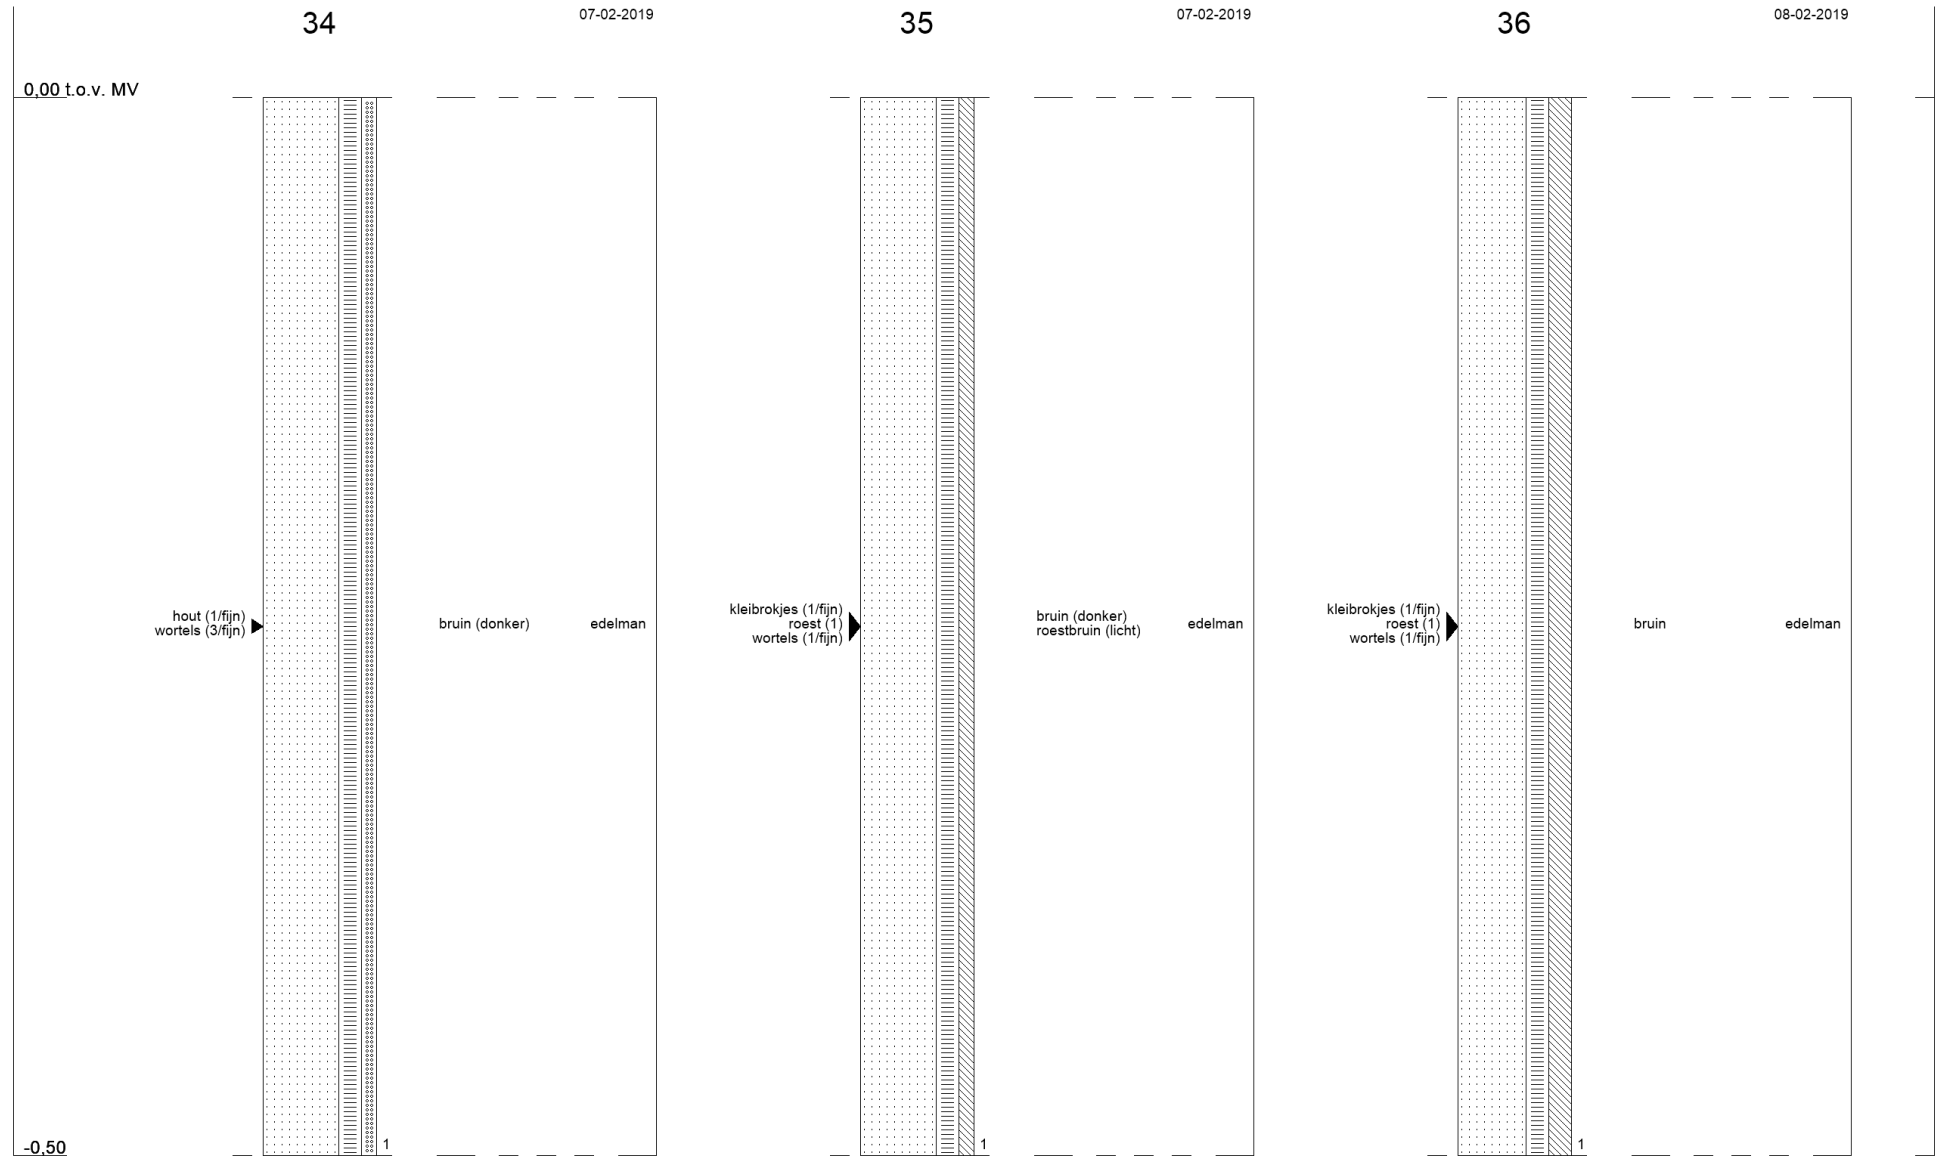 34
07-02-2019
35
07-02-2019
36
08-02-2019
0,00 t.o.v. MV
hout (1/fijn)
wortels (3/fijn)
bruin (donker)
edelman
kleibrokjes (1/fijn)
roest (1)
wortels (1/fijn)
bruin (donker)
roestbruin (licht)
edelman
kleibrokjes (1/fijn)
roest (1)
wortels (1/fijn)
bruin
edelman
-0,50
1
1
1